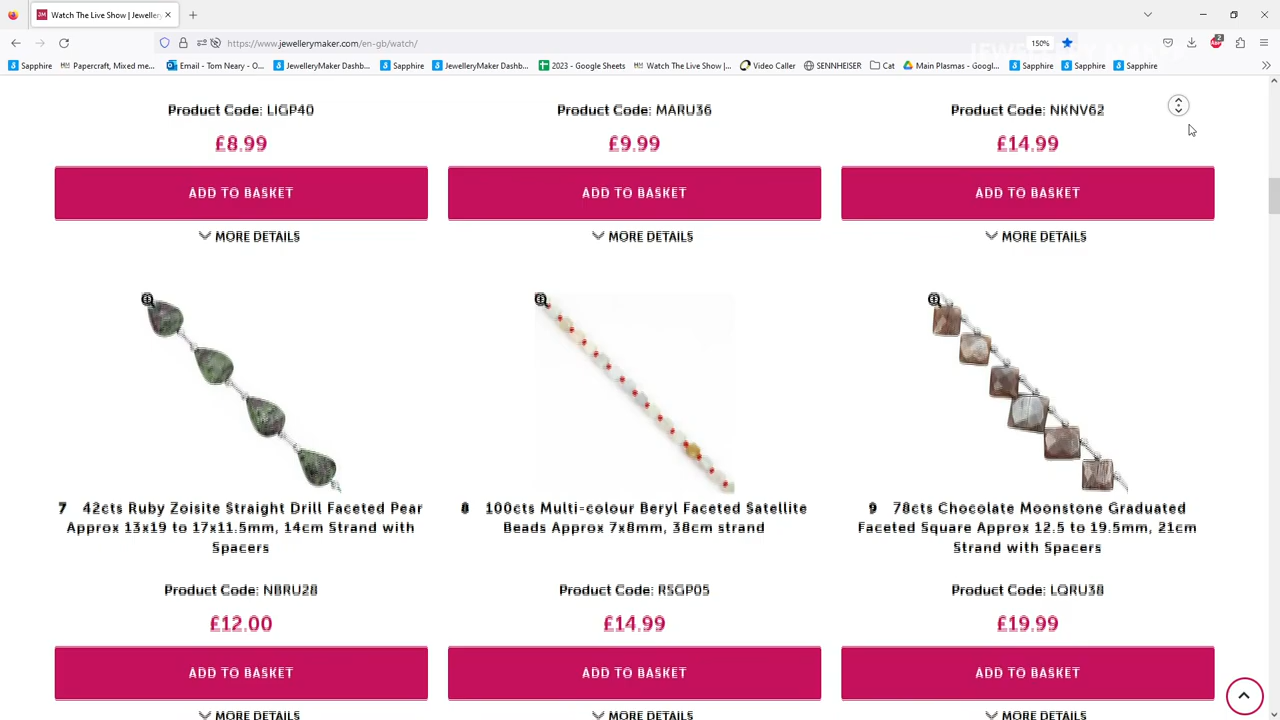 Watch The Live Show | Jeweller
https://www.jewellerymaker.com/en-gb/watch/
150%
2
Sapphire
Papercraft, Mixed me...
Email - Tom Neary - O...
JewelleryMaker Dashb...
Sapphire
JewelleryMaker Dashb...
2023 - Google Sheets
Watch The Live Show |...
Video Caller
SENNHEISER
Cat
Main Plasmas - Googl...
Sapphire
Sapphire
Sapphire
Product Code: LIGP40
£8.99
ADD TO BASKET
MORE DETAILS
Product Code: MARU36
£9.99
ADD TO BASKET
MORE DETAILS
Product Code: NKNV62
£14.99
ADD TO BASKET
MORE DETAILS
7 42cts Ruby Zoisite Straight Drill Faceted Pear
Approx 13x19 to 17x11.5mm, 14cm Strand with
Spacers
Product Code: NBRU28
£12.00
ADD TO BASKET
MORE DETAILS
8 100cts Multi-colour Beryl Faceted Satellite
Beads Approx 7x8mm, 38cm strand
Product Code: RSGP05
£14.99
ADD TO BASKET
MORE DETAILS
9 78cts Chocolate Moonstone Graduated
Faceted Square Approx 12.5 to 19.5mm, 21cm
Strand with Spacers
Product Code: LQRU38
£19.99
ADD TO BASKET
MORE DETAILS